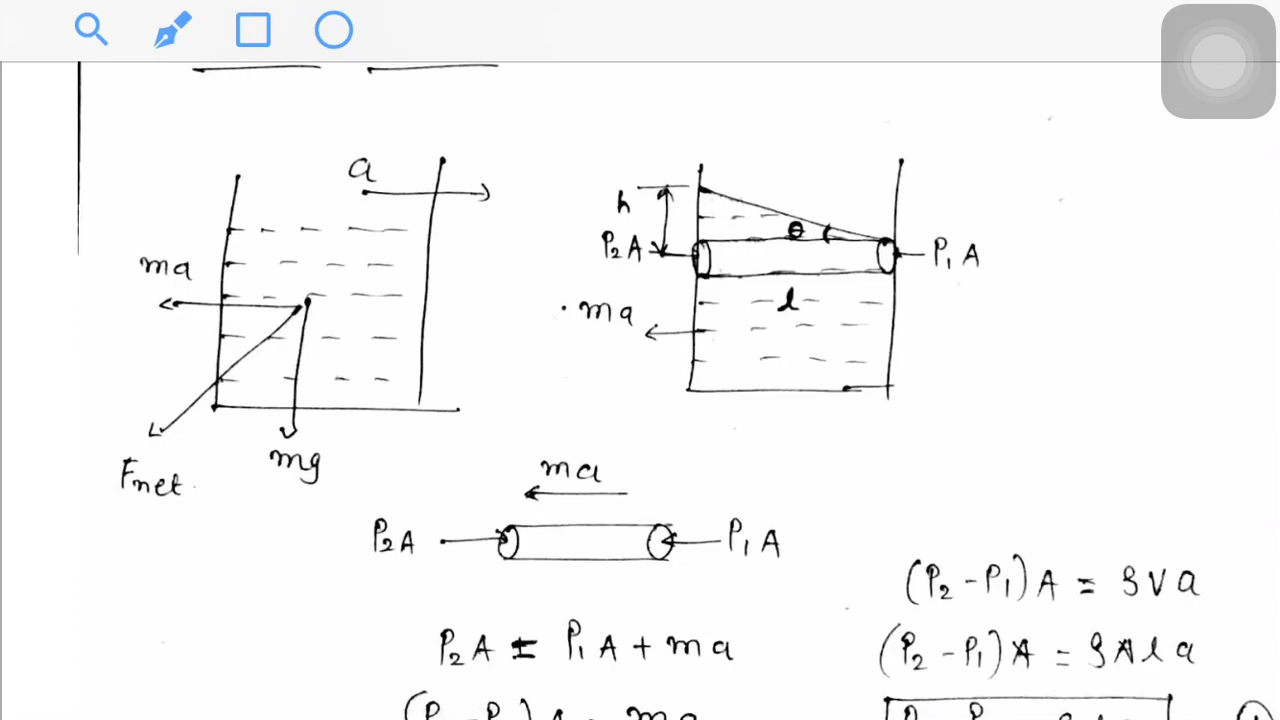 a
ma
Fnet
mg
h
P₂A
θ
P₁A
l
ma
ma
P₂A
P₁A
(P₂-P₁)A = ρVa
P₂A = P₁A + ma
(P₂-P₁)A = ρAla